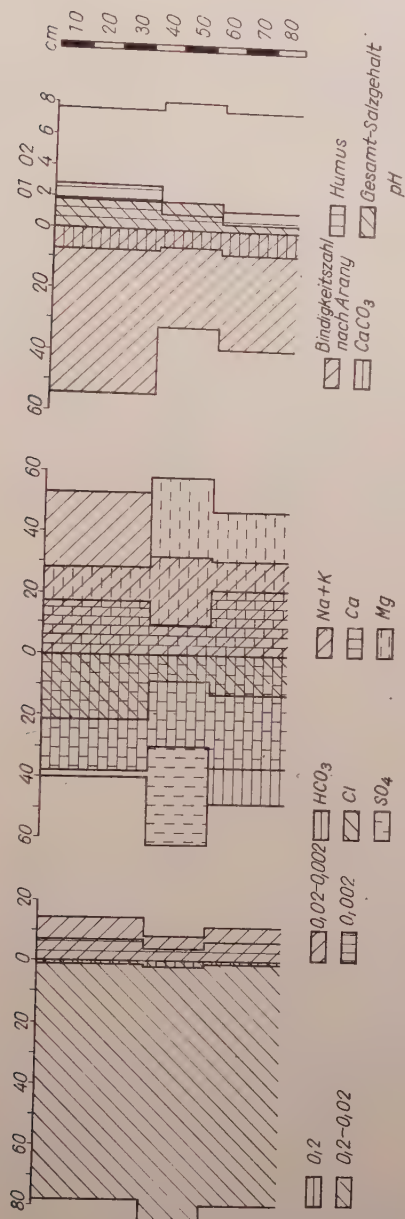 80 60 40 20 0 20
60 40 20 0 20 40 60
60 40 20 0 2 4 6 8
01 02
cm
10
20
30
40
50
60
70
80
0,2
0,2-0,02
0,02-0,002
0,002
HCO₃
Cl
SO₄
Na+K
Ca
Mg
Bindigkeitszahl
nach Arany
CaCO₃
Humus
Gesamt-Salzgehalt
pH